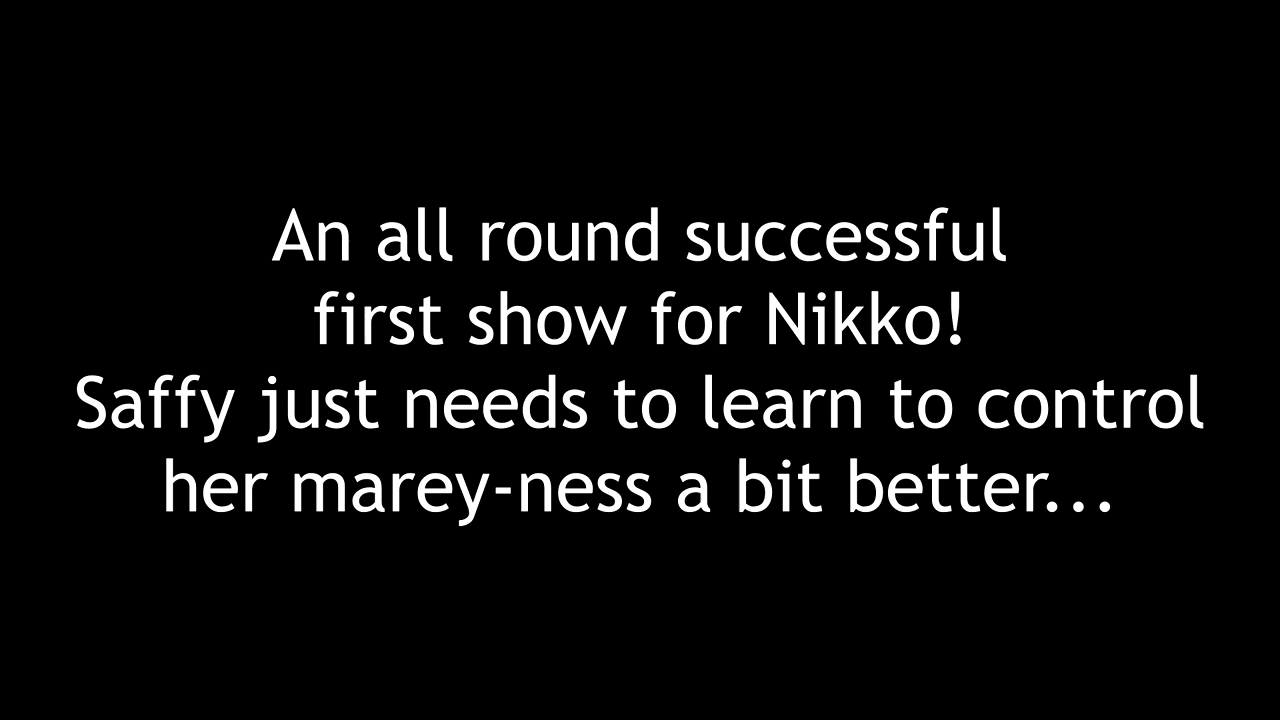 An all round successful
first show for Nikko!
Saffy just needs to learn to control
her marey-ness a bit better...